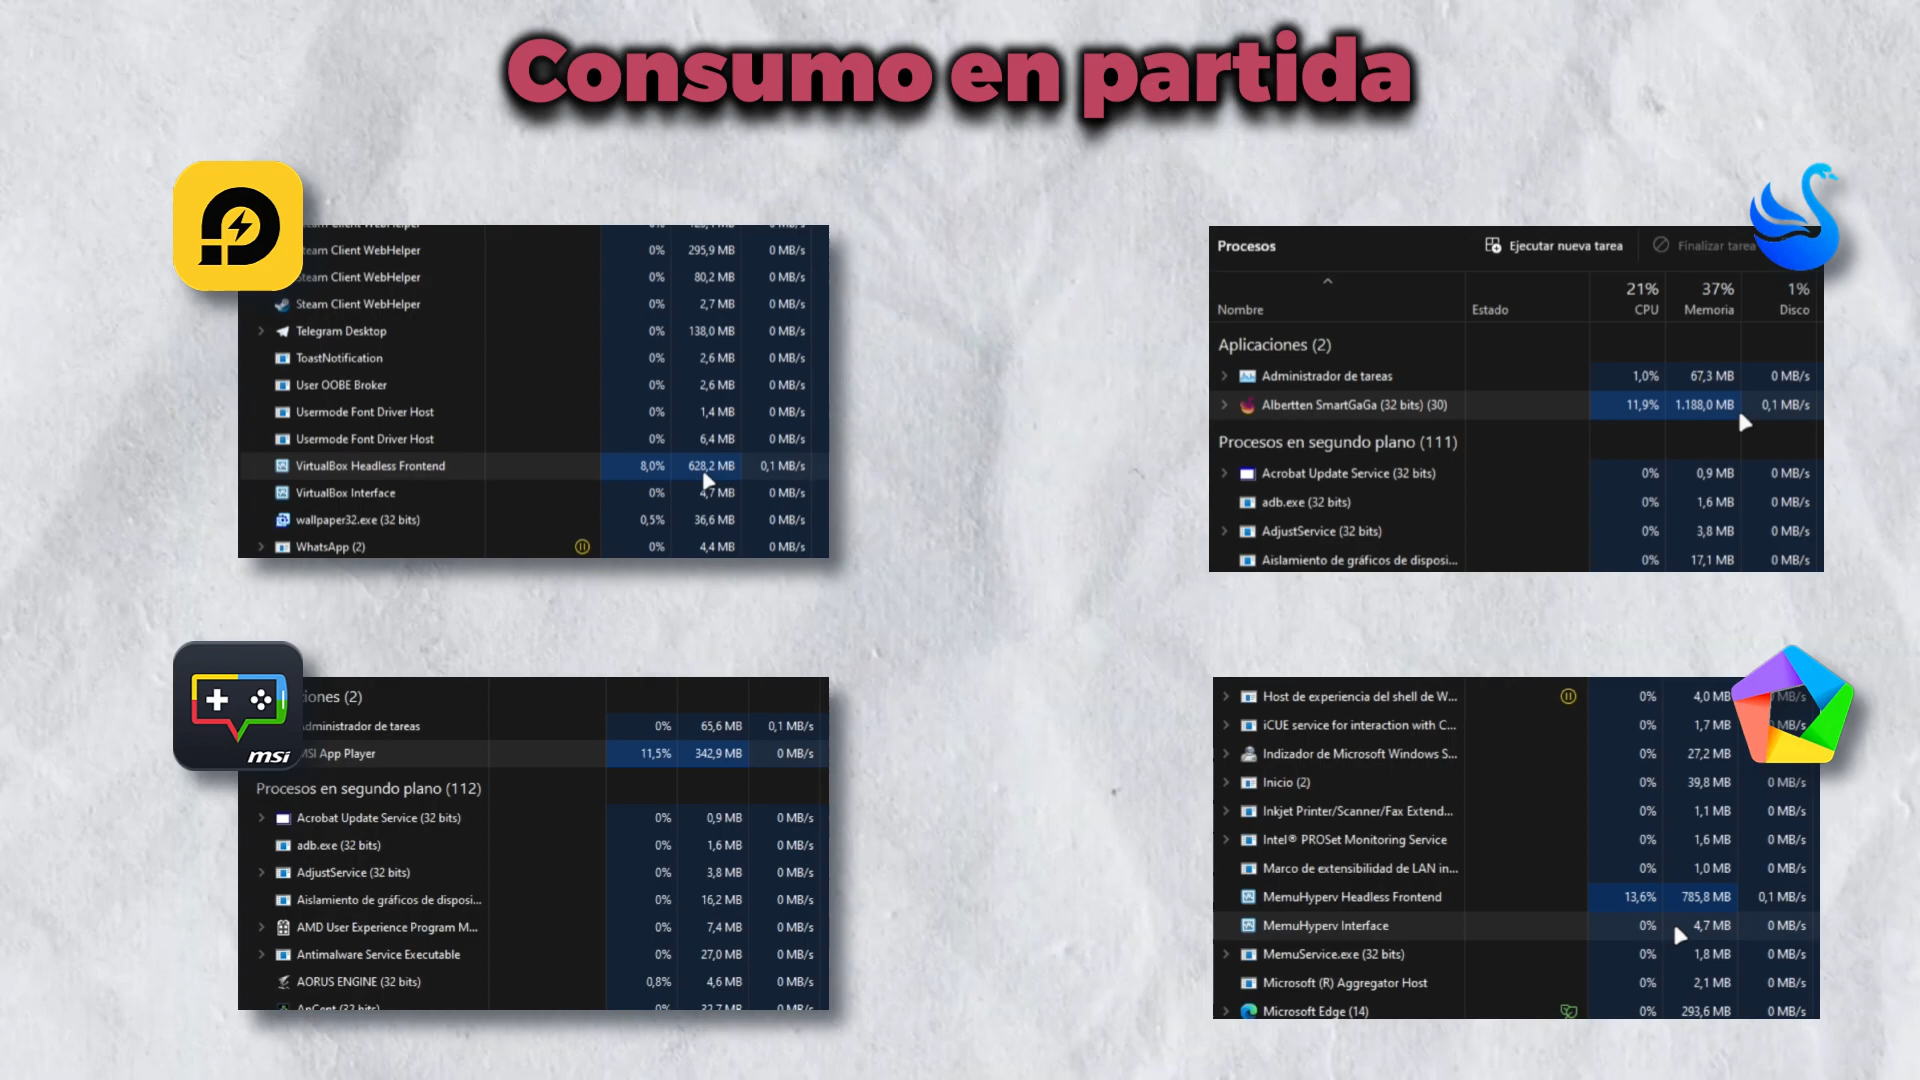 Consumo en partida
Steam Client WebHelper 0% 295,9 MB 0 MB/s
Steam Client WebHelper 0% 80,2 MB 0 MB/s
Steam Client WebHelper 0% 2,7 MB 0 MB/s
Telegram Desktop 0% 138,0 MB 0 MB/s
ToastNotification 0% 2,6 MB 0 MB/s
User OOBE Broker 0% 2,6 MB 0 MB/s
Usermode Font Driver Host 0% 1,4 MB 0 MB/s
Usermode Font Driver Host 0% 6,4 MB 0 MB/s
VirtualBox Headless Frontend 8,0% 628,2 MB 0,1 MB/s
VirtualBox Interface 0% 4,7 MB 0 MB/s
wallpaper32.exe (32 bits) 0,5% 36,6 MB 0 MB/s
WhatsApp (2) 0% 4,4 MB 0 MB/s
Procesos Ejecutar nueva tarea Finalizar tarea
21% 37% 1%
Nombre Estado CPU Memoria Disco
Aplicaciones (2)
Administrador de tareas 1,0% 67,3 MB 0 MB/s
Albertten SmartGaGa (32 bits) (30) 11,9% 1.188,0 MB 0,1 MB/s
Procesos en segundo plano (111)
Acrobat Update Service (32 bits) 0% 0,9 MB 0 MB/s
adb.exe (32 bits) 0% 1,6 MB 0 MB/s
AdjustService (32 bits) 0% 3,8 MB 0 MB/s
Aislamiento de gráficos de disposi... 0% 17,1 MB 0 MB/s
msi
iones (2)
dministrador de tareas 0% 65,6 MB 0,1 MB/s
MSI App Player 11,5% 342,9 MB 0 MB/s
Procesos en segundo plano (112)
Acrobat Update Service (32 bits) 0% 0,9 MB 0 MB/s
adb.exe (32 bits) 0% 1,6 MB 0 MB/s
AdjustService (32 bits) 0% 3,8 MB 0 MB/s
Aislamiento de gráficos de disposi... 0% 16,2 MB 0 MB/s
AMD User Experience Program M... 0% 7,4 MB 0 MB/s
Antimalware Service Executable 0% 27,0 MB 0 MB/s
AORUS ENGINE (32 bits) 0,8% 4,6 MB 0 MB/s
Host de experiencia del shell de W... 0% 4,0 MB MB/s
iCUE service for interaction with C... 0% 1,7 MB MB/s
Indizador de Microsoft Windows S... 0% 27,2 MB
Inicio (2) 0% 39,8 MB 0 MB/s
Inkjet Printer/Scanner/Fax Extend... 0% 1,1 MB 0 MB/s
Intel® PROSet Monitoring Service 0% 1,6 MB 0 MB/s
Marco de extensibilidad de LAN in... 0% 1,0 MB 0 MB/s
MemuHyperv Headless Frontend 13,6% 785,8 MB 0,1 MB/s
MemuHyperv Interface 0% 4,7 MB 0 MB/s
MemuService.exe (32 bits) 0% 1,8 MB 0 MB/s
Microsoft (R) Aggregator Host 0% 2,1 MB 0 MB/s
Microsoft Edge (14) 0% 293,6 MB 0 MB/s